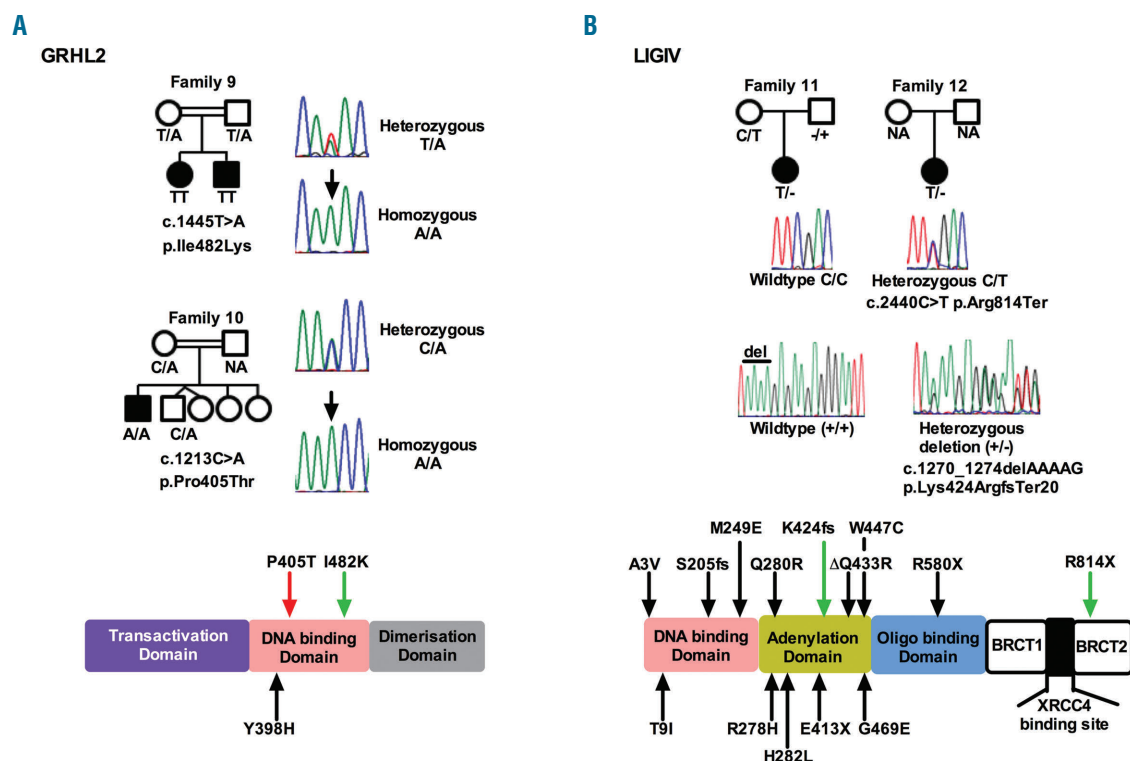 A
GRHL2
Family 9
T/A T/A
TT TT
c.1445T>A
p.Ile482Lys
Heterozygous
T/A
Homozygous
A/A
Family 10
C/A NA
A/A C/A
c.1213C>A
p.Pro405Thr
Heterozygous
C/A
Homozygous
A/A
P405T I482K
Transactivation
Domain
DNA binding
Domain
Dimerisation
Domain
Y398H
B
LIGIV
Family 11
C/T -/+
T/-
Family 12
NA NA
T/-
Wildtype C/C
Heterozygous C/T
c.2440C>T p.Arg814Ter
del
Wildtype (+/+)
Heterozygous
deletion (+/-)
c.1270_1274delAAAAG
p.Lys424ArgfsTer20
M249E K424fs W447C
A3V S205fs Q280R ΔQ433R R580X R814X
DNA binding
Domain
Adenylation
Domain
Oligo binding
Domain
BRCT1
BRCT2
XRCC4
binding site
T9I R278H E413X G469E
H282L